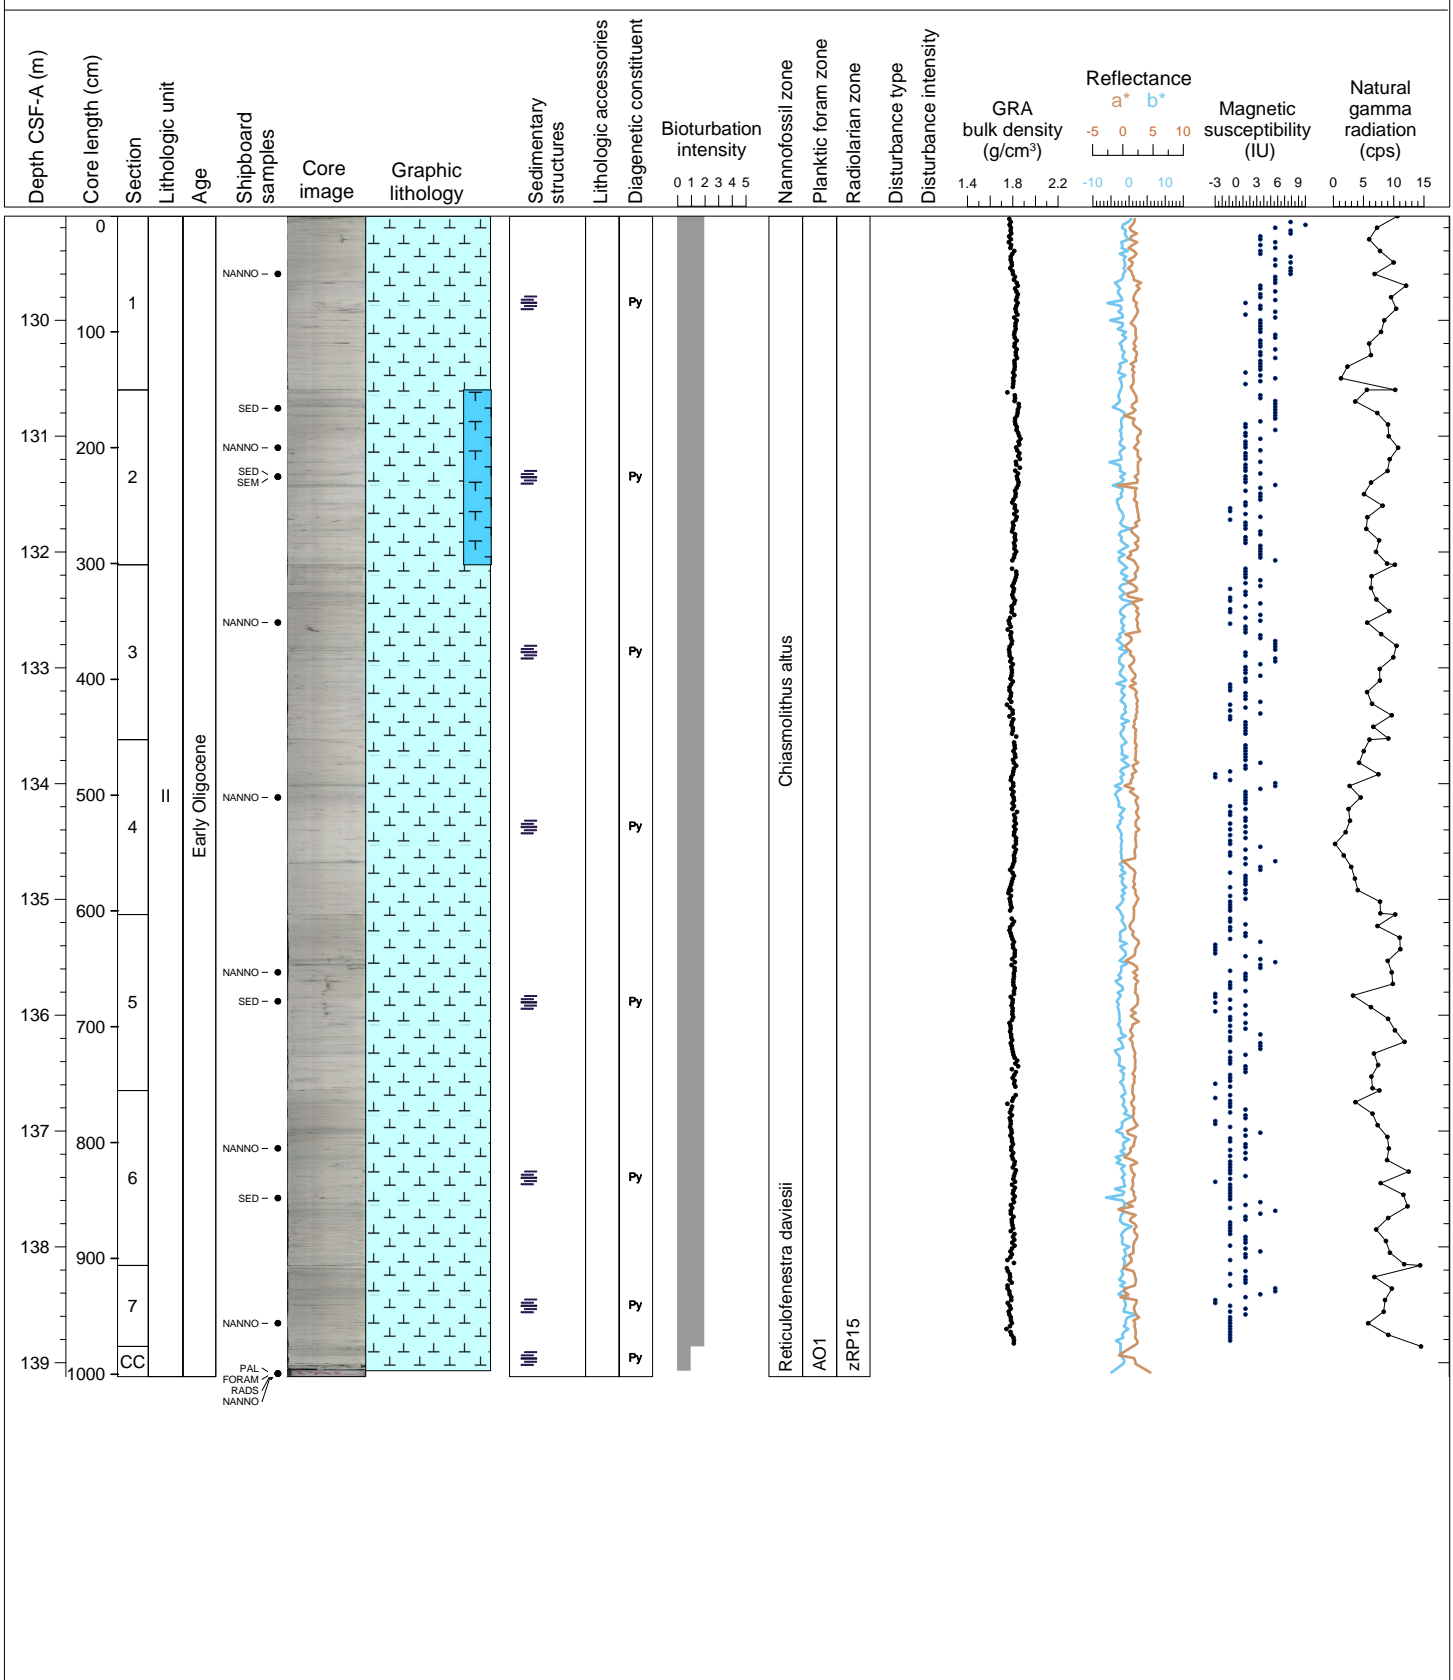 Depth CSF-A (m)
Core length (cm)
Section
Lithologic unit
Age
Shipboard
samples
Core
image
Graphic
lithology
Sedimentary
structures
Lithologic accessories
Diagenetic constituent
Bioturbation
intensity
0 1 2 3 4 5
Nannofossil zone
Planktic foram zone
Radiolarian zone
Disturbance type
Disturbance intensity
GRA
bulk density
(g/cm³)
1.4 1.8 2.2
Reflectance
a* b*
-5 0 5 10
-10 0 10
Magnetic
susceptibility
(IU)
-3 0 3 6 9
Natural
gamma
radiation
(cps)
0 5 10 15
0
NANNO
1
Py
130
100
SED
131
200
NANNO
SED
SEM
2
Py
132
300
NANNO
3
Py
133
400
Chiasmolithus altus
134
500
II
Early Oligocene
NANNO
4
Py
135
600
NANNO
5
SED
Py
136
700
137
800
NANNO
6
Py
SED
Reticulofenestra daviesii
138
900
7
Py
NANNO
CC
Py
AO1
zRP15
139
1000
PAL
FORAM
RADS
NANNO